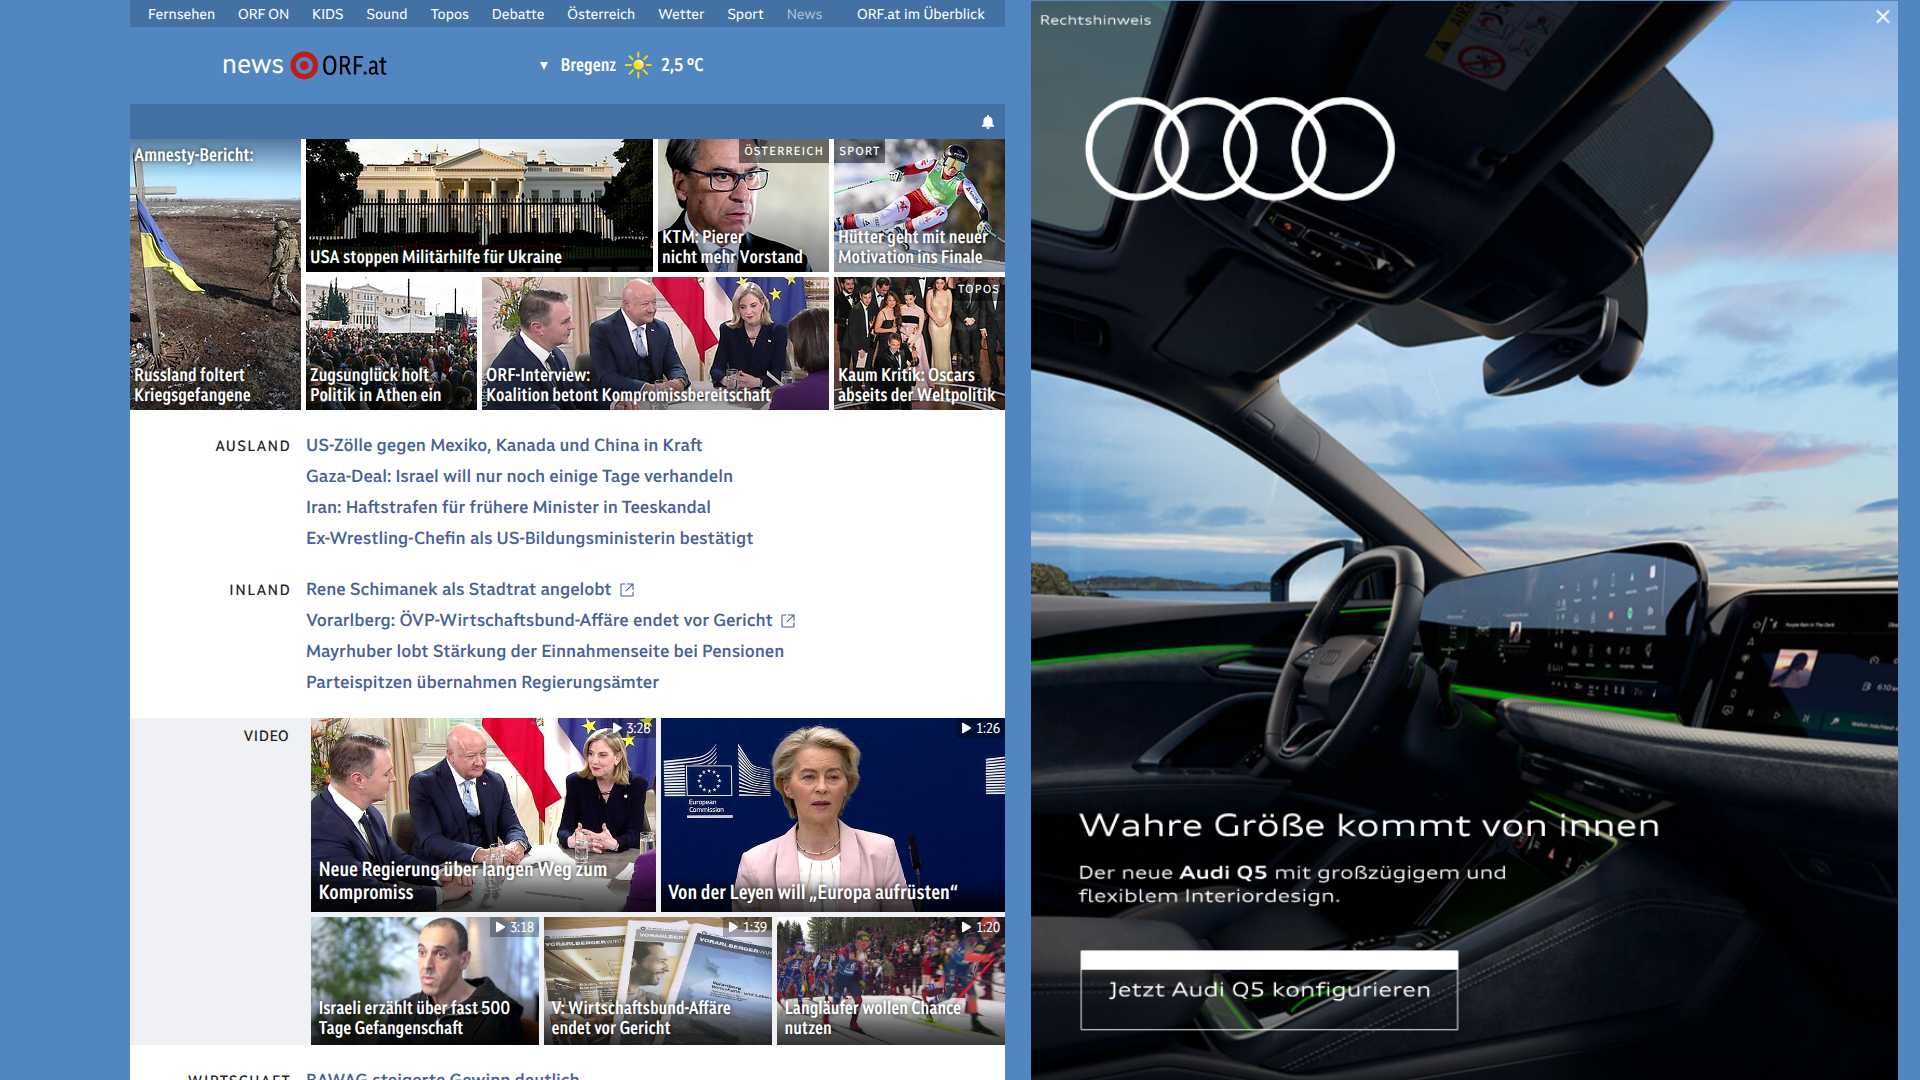 Fernsehen ORF ON KIDS Sound Topos Debatte Österreich Wetter Sport News ORF.at im Überblick
news ORF.at
Bregenz 2,5 °C
Amnesty-Bericht:
Russland foltert
Kriegsgefangene
USA stoppen Militärhilfe für Ukraine
ÖSTERREICH
KTM: Pierer
nicht mehr Vorstand
SPORT
Hütter geht mit neuer
Motivation ins Finale
Zugsunglück holt
Politik in Athen ein
ORF-Interview:
Koalition betont Kompromissbereitschaft
TOPOS
Kaum Kritik: Oscars
abseits der Weltpolitik
AUSLAND
US-Zölle gegen Mexiko, Kanada und China in Kraft
Gaza-Deal: Israel will nur noch einige Tage verhandeln
Iran: Haftstrafen für frühere Minister in Teeskandal
Ex-Wrestling-Chefin als US-Bildungsministerin bestätigt
INLAND
Rene Schimanek als Stadtrat angelobt
Vorarlberg: ÖVP-Wirtschaftsbund-Affäre endet vor Gericht
Mayrhuber lobt Stärkung der Einnahmenseite bei Pensionen
Parteispitzen übernahmen Regierungsämter
VIDEO
3:28
Neue Regierung über langen Weg zum
Kompromiss
1:26
European
Commission
Von der Leyen will „Europa aufrüsten“
3:18
Israeli erzählt über fast 500
Tage Gefangenschaft
1:39
VORARLBERGER
V: Wirtschaftsbund-Affäre
endet vor Gericht
1:20
Langläufer wollen Chance
nutzen
WIRTSCHAFT
BAWAG steigerte Gewinn deutlich
Rechtshinweis
Wahre Größe kommt von innen
Der neue Audi Q5 mit großzügigem und
flexiblem Interiordesign.
Jetzt Audi Q5 konfigurieren